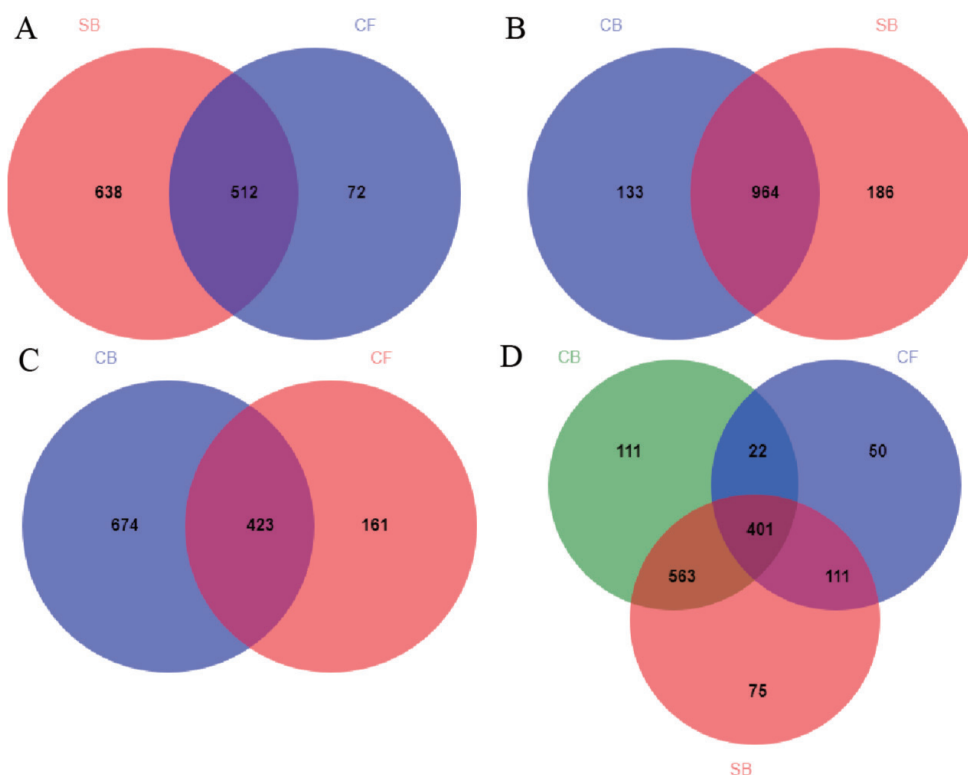 A
SB CF
638 512 72
B
CB SB
133 964 186
C
CB CF
674 423 161
D
CB CF
111 22 50
401
563 111
75
SB